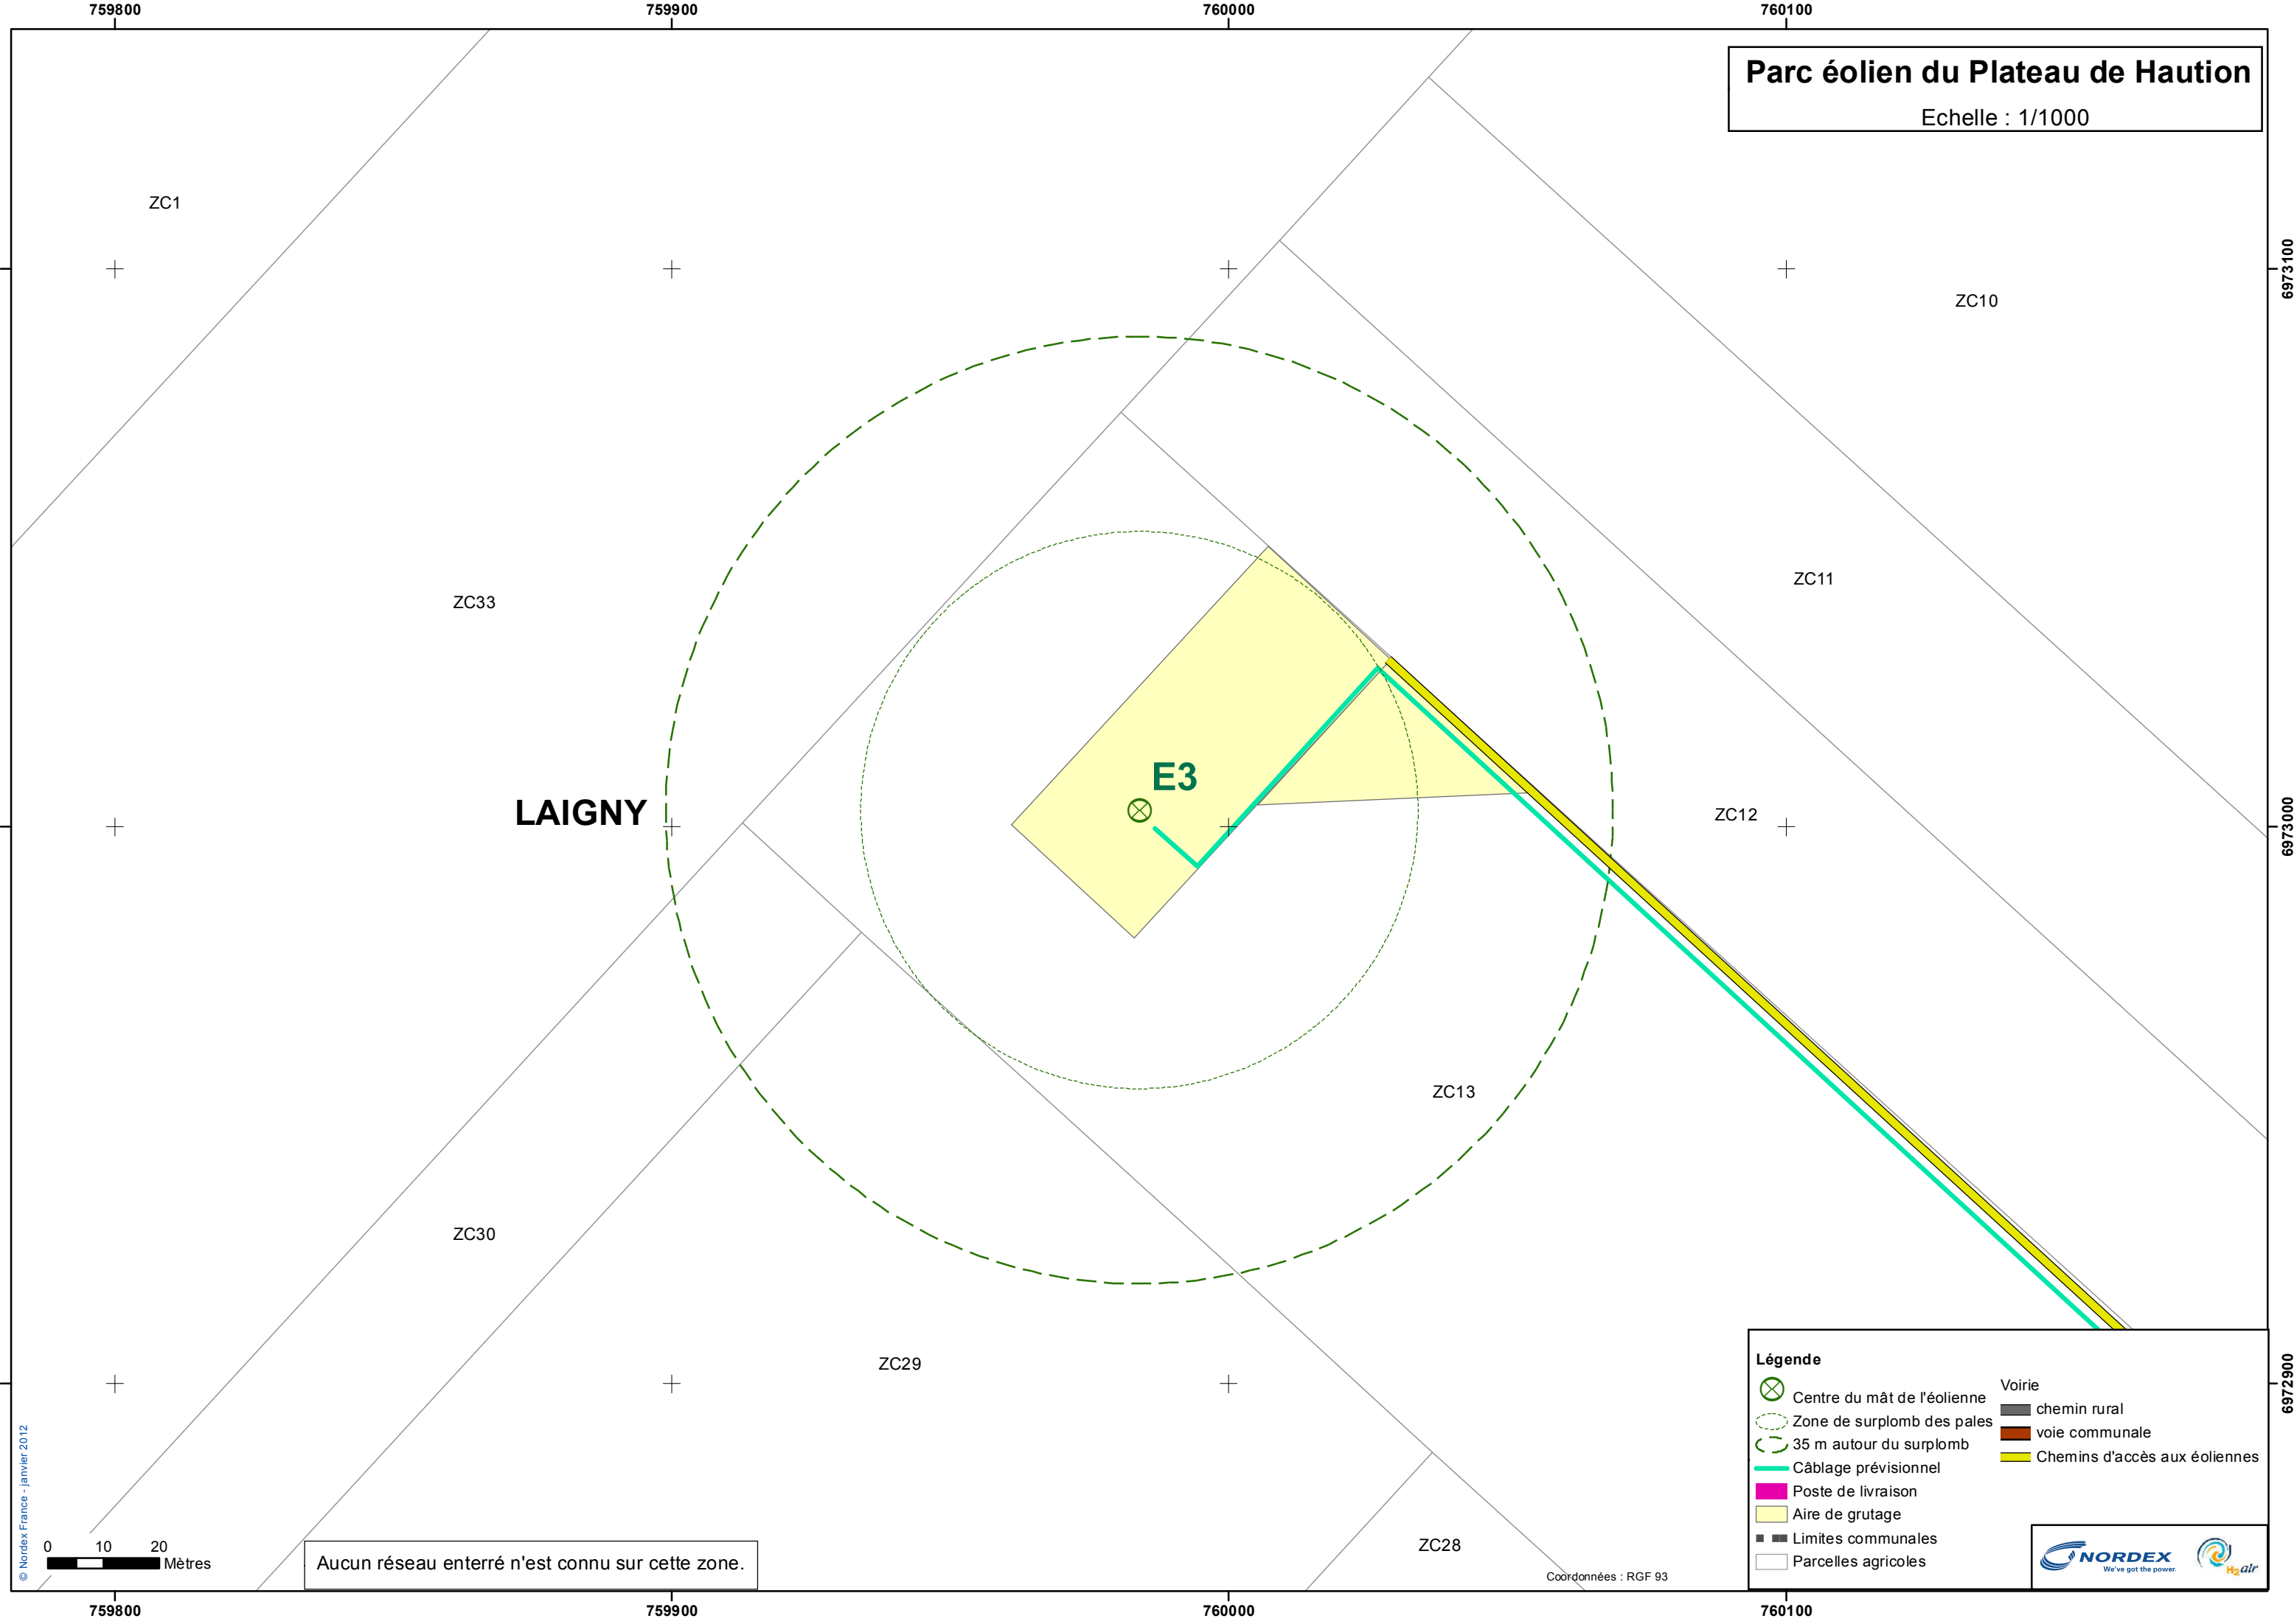 759800 759900 760000 760100
Parc éolien du Plateau de Haution
Echelle : 1/1000
ZC1
6973100
ZC10
ZC11
ZC33
E3
LAIGNY
ZC12
6973000
ZC13
ZC30
ZC29
6972900
ZC28
Légende
Centre du mât de l'éolienne
Zone de surplomb des pales
35 m autour du surplomb
Câblage prévisionnel
Poste de livraison
Aire de grutage
Limites communales
Parcelles agricoles
Voirie
chemin rural
voie communale
Chemins d'accès aux éoliennes
© Nordex France - janvier 2012
0 10 20
Mètres
Aucun réseau enterré n'est connu sur cette zone.
Coordonnées : RGF 93
NORDEX
We've got the power.
H2air
759800 759900 760000 760100